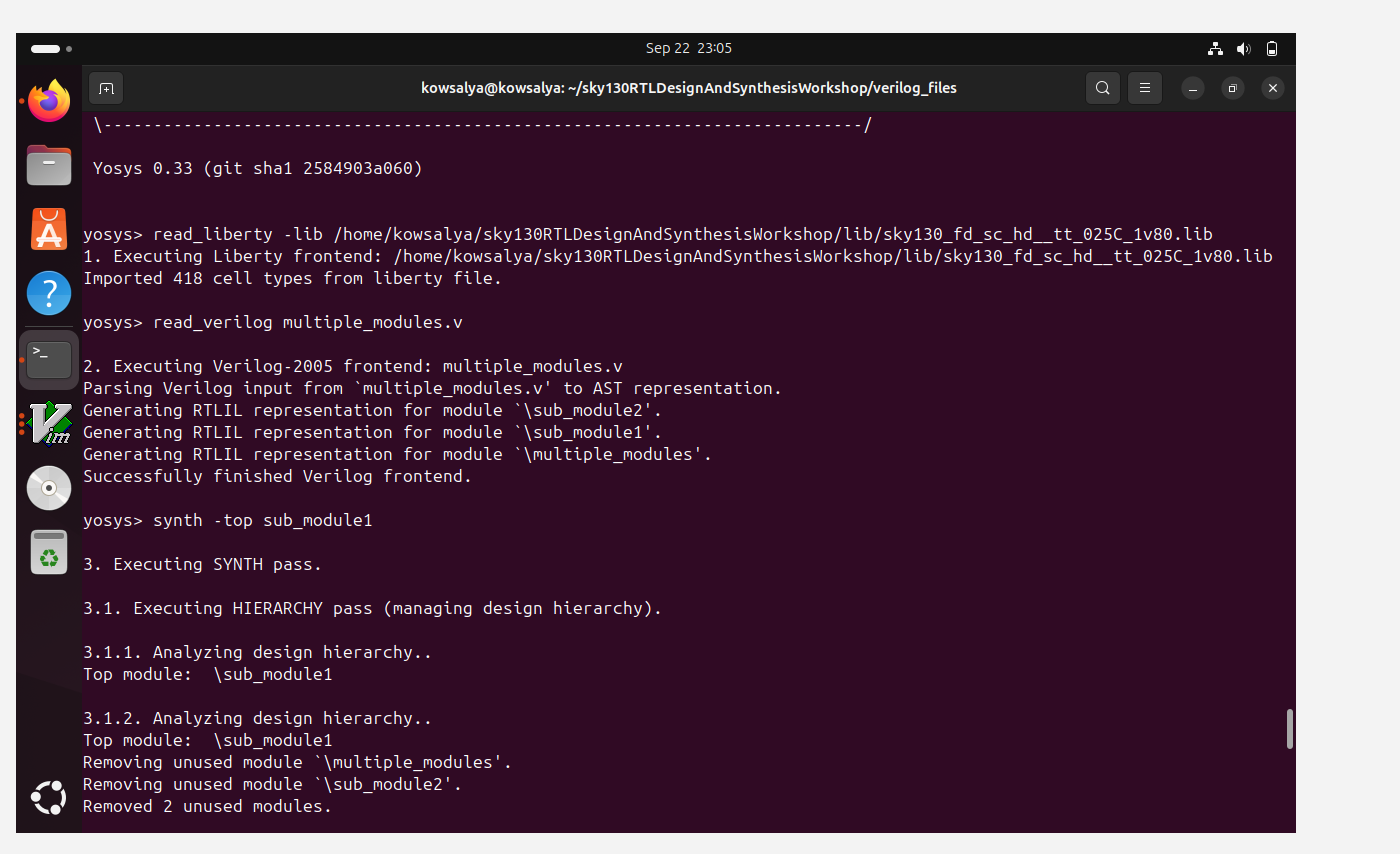 Sep 22 23:05
kowsalya@kowsalya: ~/sky130RTLDesignAndSynthesisWorkshop/verilog_files
\----------------------------------------------------------------------------/
Yosys 0.33 (git sha1 2584903a060)
yosys> read_liberty -lib /home/kowsalya/sky130RTLDesignAndSynthesisWorkshop/lib/sky130_fd_sc_hd__tt_025C_1v80.lib
1. Executing Liberty frontend: /home/kowsalya/sky130RTLDesignAndSynthesisWorkshop/lib/sky130_fd_sc_hd__tt_025C_1v80.lib
Imported 418 cell types from liberty file.
yosys> read_verilog multiple_modules.v
2. Executing Verilog-2005 frontend: multiple_modules.v
Parsing Verilog input from `multiple_modules.v' to AST representation.
Generating RTLIL representation for module `\sub_module2'.
Generating RTLIL representation for module `\sub_module1'.
Generating RTLIL representation for module `\multiple_modules'.
Successfully finished Verilog frontend.
yosys> synth -top sub_module1
3. Executing SYNTH pass.
3.1. Executing HIERARCHY pass (managing design hierarchy).
3.1.1. Analyzing design hierarchy..
Top module:  \sub_module1
3.1.2. Analyzing design hierarchy..
Top module:  \sub_module1
Removing unused module `\multiple_modules'.
Removing unused module `\sub_module2'.
Removed 2 unused modules.